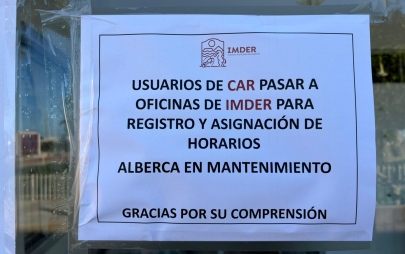 IMDER
USUARIOS DE CAR PASAR A
OFICINAS DE IMDER PARA
REGISTRO Y ASIGNACIÓN DE
HORARIOS
ALBERCA EN MANTENIMIENTO
GRACIAS POR SU COMPRENSIÓN